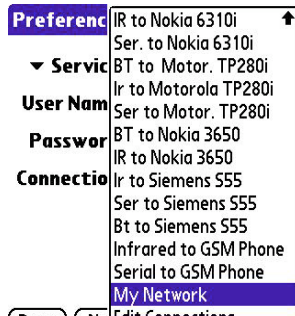 Preferenc
IR to Nokia 6310i
Ser. to Nokia 6310i
▼ Servic
BT to Motor. TP280i
Ir to Motorola TP280i
User Nam
Ser to Motor. TP280i
Passwor
BT to Nokia 3650
IR to Nokia 3650
Connectio
Ir to Siemens S55
Ser to Siemens S55
Bt to Siemens S55
Infrared to GSM Phone
Serial to GSM Phone
My Network
Edit Connections